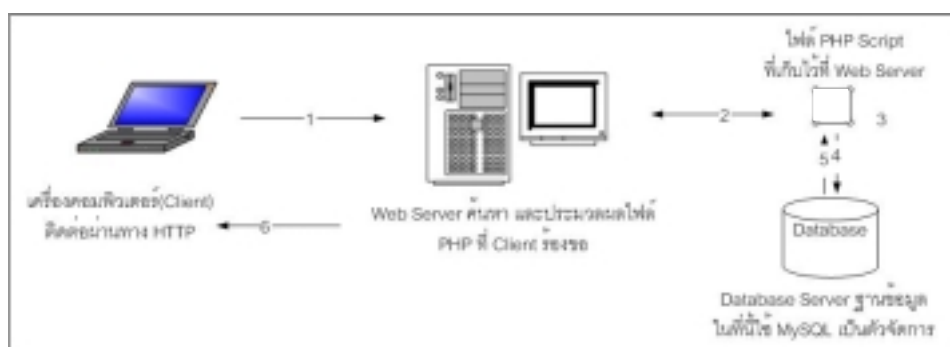 ไฟล์ PHP Script
ที่เก็บไว้ที่ Web Server
1
2
3
5
4
เครื่องคอมพิวเตอร์(Client)
ติดต่อผ่านทาง HTTP
6
Web Server ค้นหา และประมวลผลไฟล์
PHP ที่ Client ร้องขอ
Database
Database Server ฐานข้อมูล
ในที่นี้ใช้ MySQL เป็นตัวจัดการ